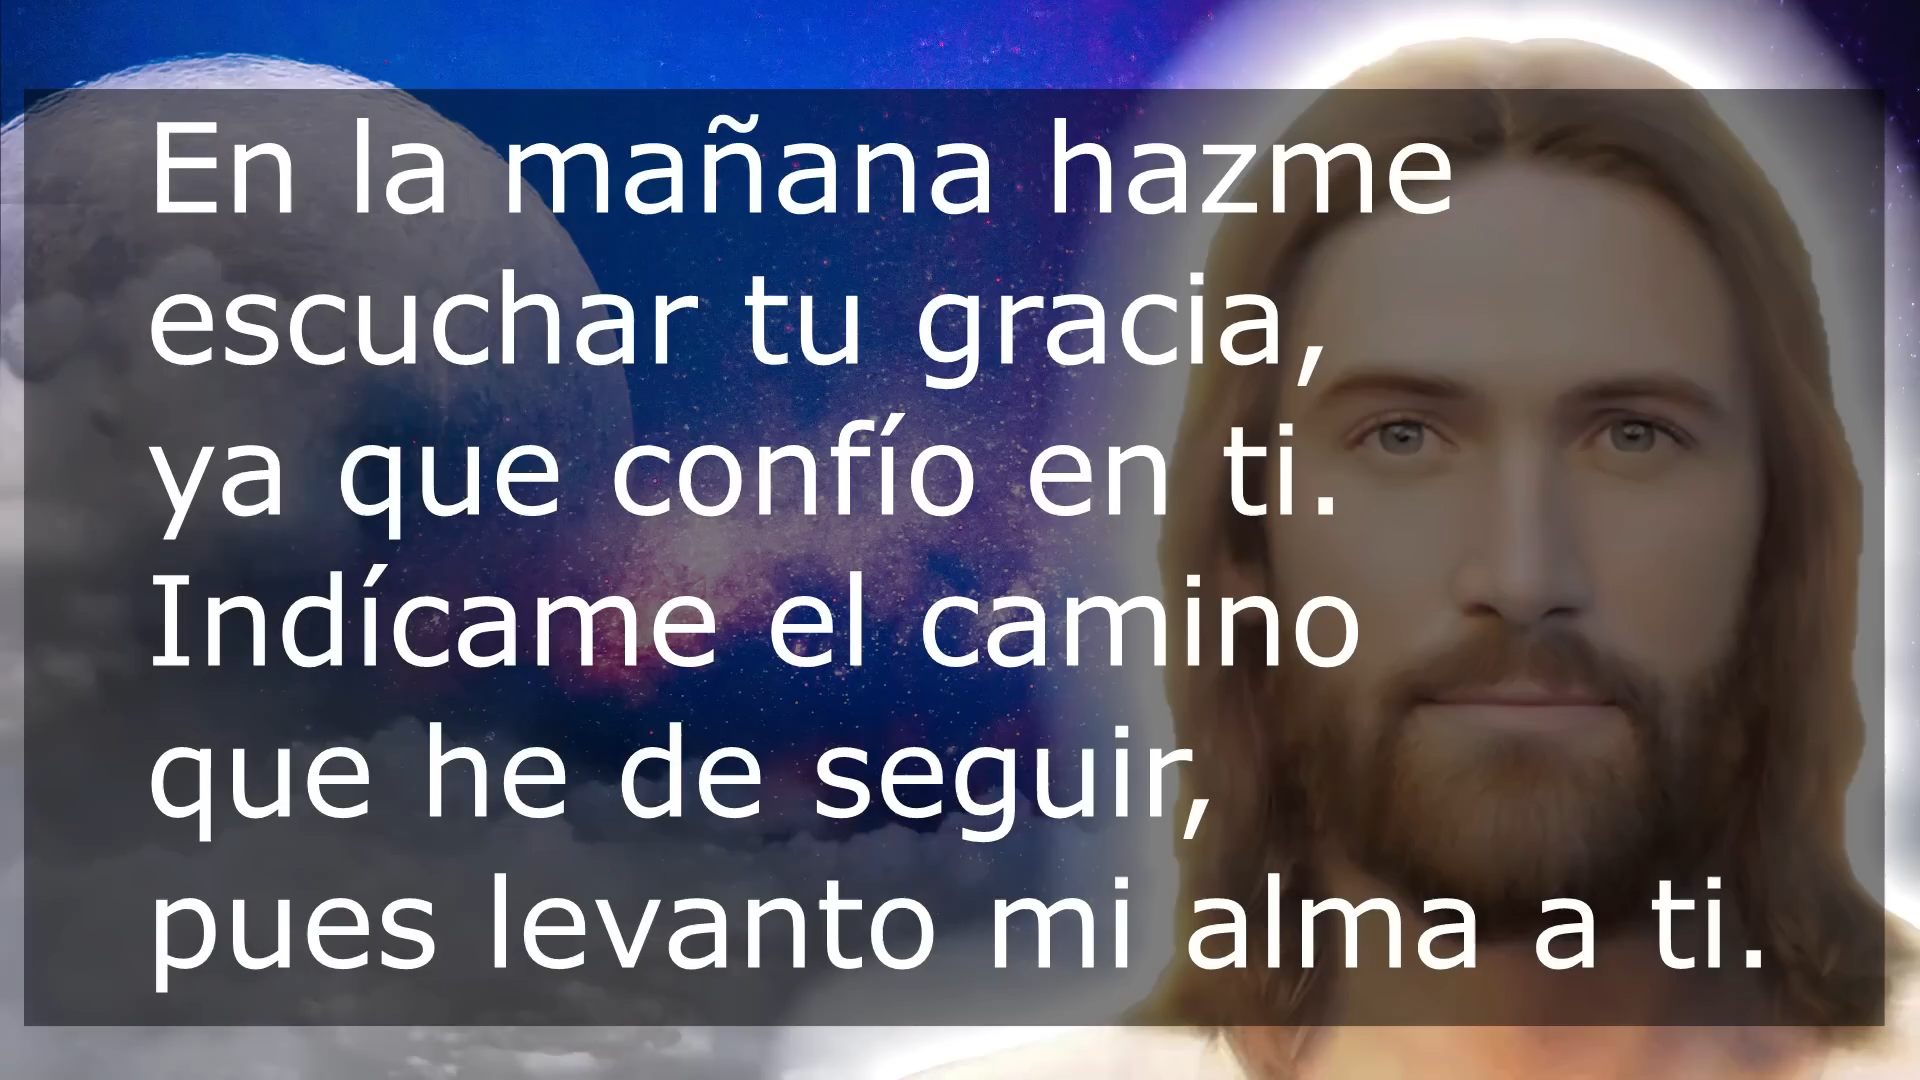 En la mañana hazme
escuchar tu gracia,
ya que confío en ti.
Indícame el camino
que he de seguir,
pues levanto mi alma a ti.